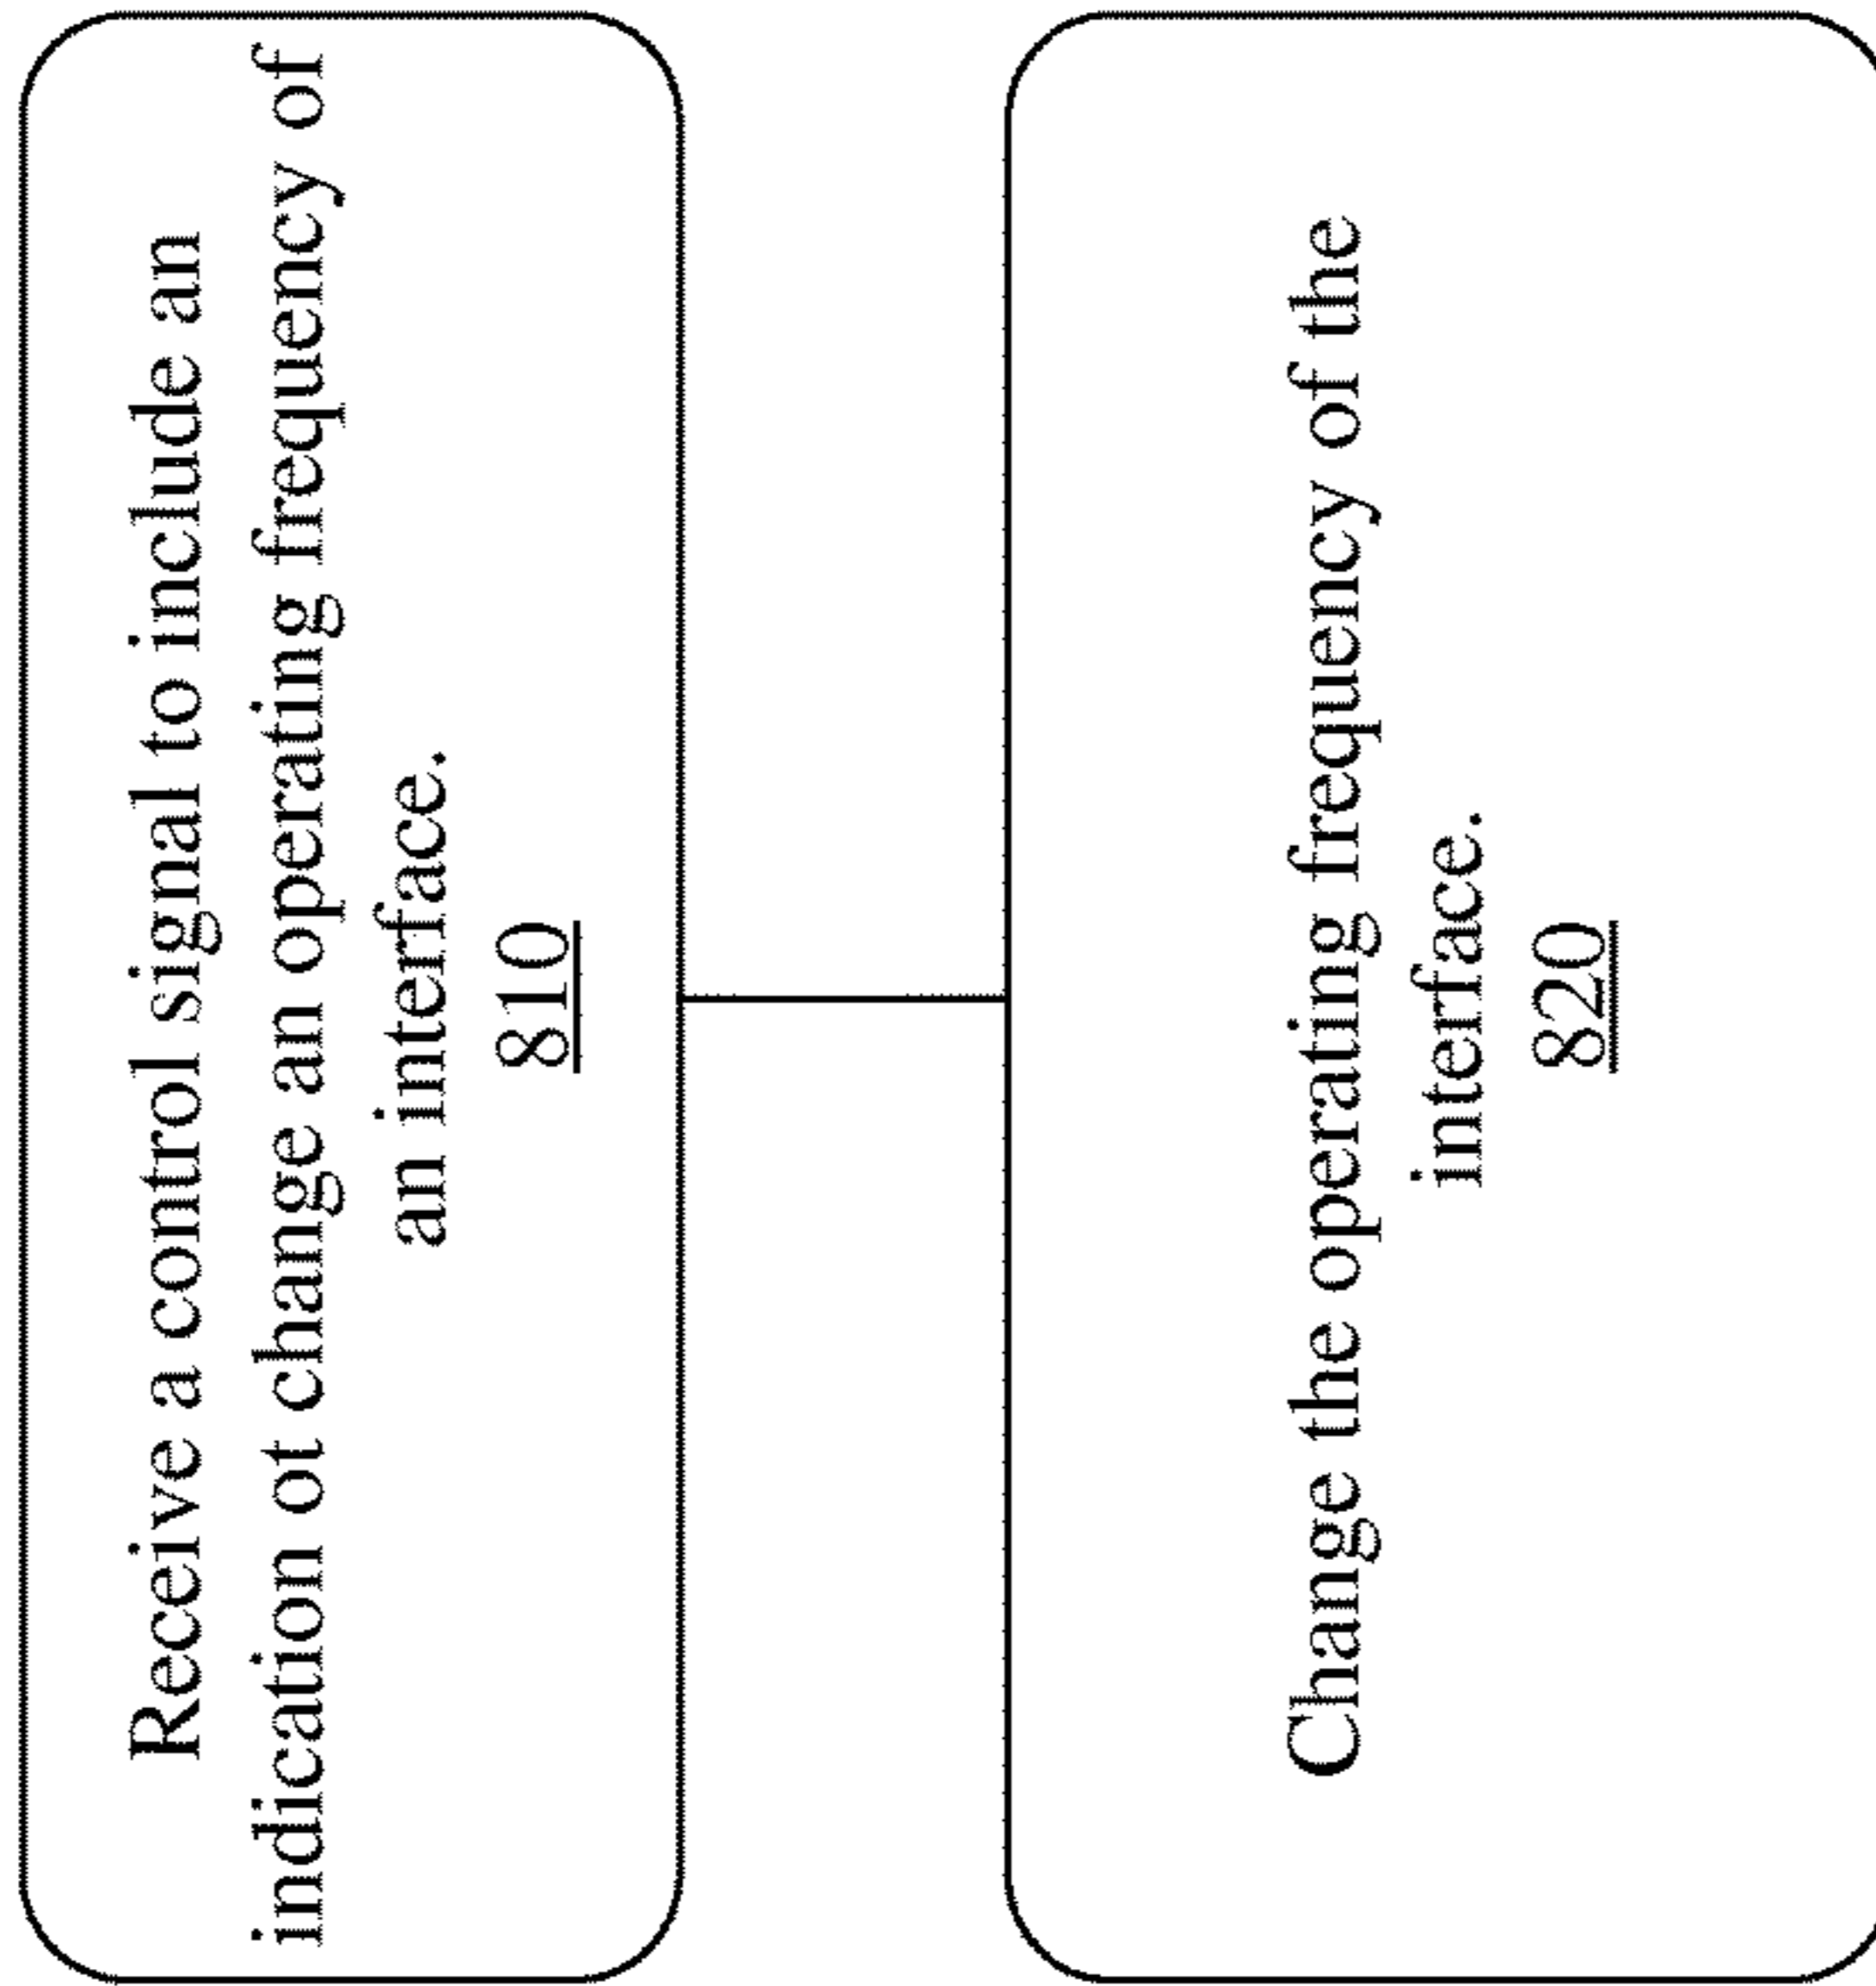 Receive a control signal to include an
indication ot change an operating frequency of
an interface.
810
Change the operating frequency of the
interface.
820